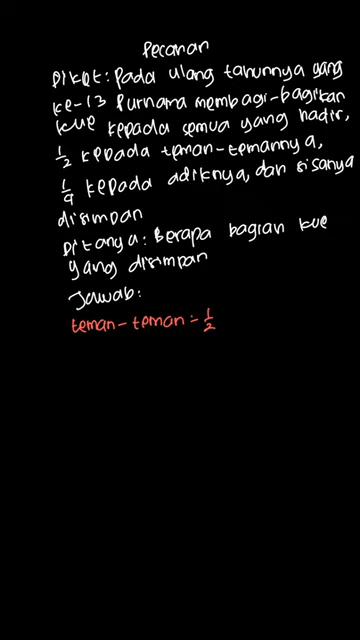 Pecahan
Diket: Pada ulang tahunnya yang
ke-13 Purnama membagi-bagikan
kue kepada semua yang hadir,
1/2 kepada teman-temannya,
1/9 kepada adiknya, dan sisanya
disimpan
Ditanya: Berapa bagian kue
yang disimpan
Jawab:
teman-teman = 1/2